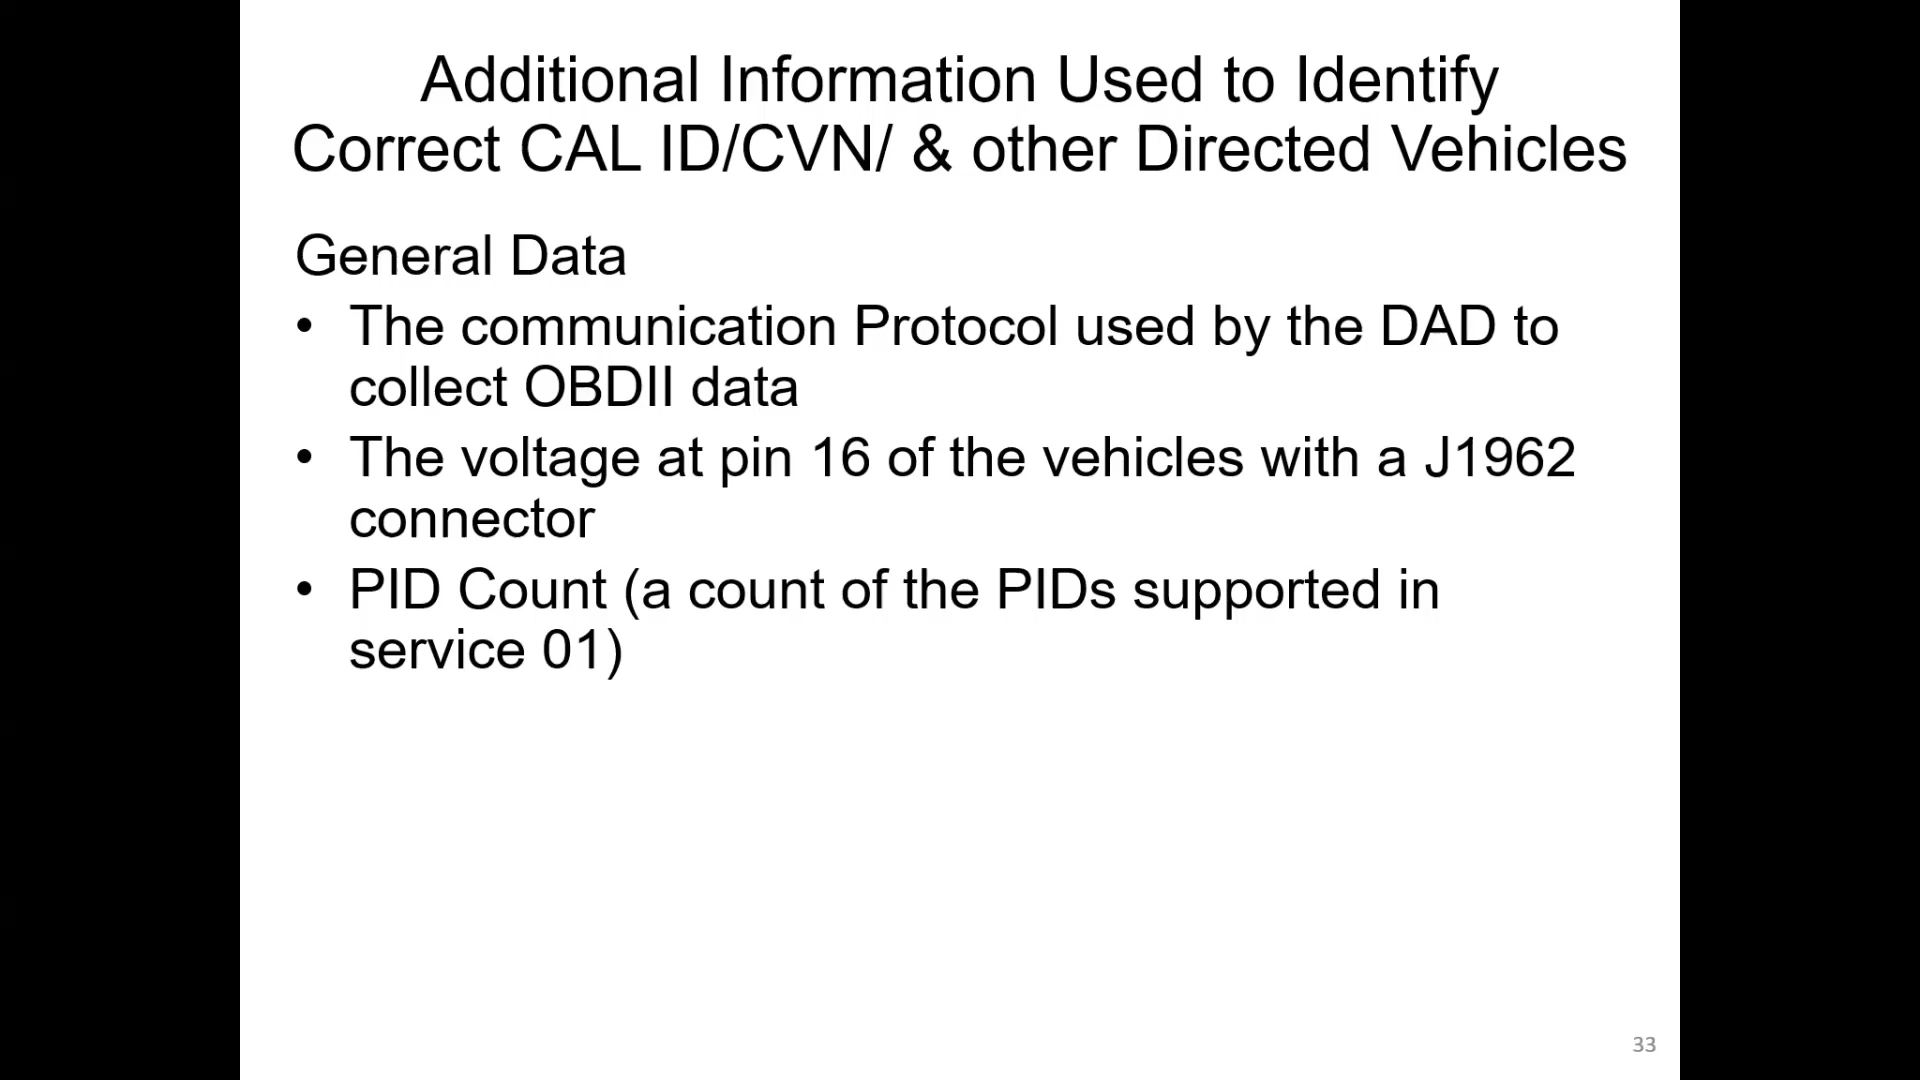 Additional Information Used to Identify
Correct CAL ID/CVN/ & other Directed Vehicles
General Data
• The communication Protocol used by the DAD to
collect OBDII data
• The voltage at pin 16 of the vehicles with a J1962
connector
• PID Count (a count of the PIDs supported in
service 01)
33